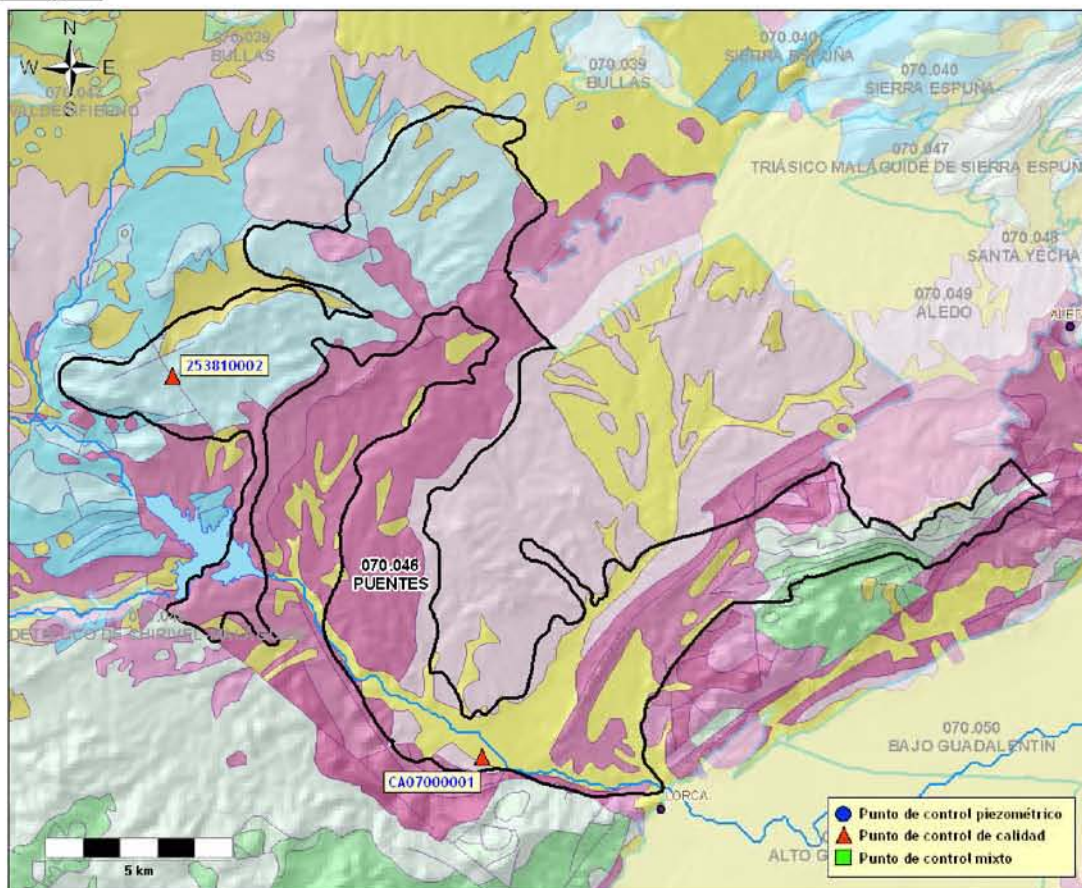 N
W E
S
070.039
BULLAS
070.039
BULLAS
070.040
SIERRA ESPUÑA
070.040
SIERRA ESPUÑA
070.047
TRIÁSICO MALÁGUIDE DE SIERRA ESPUÑ
070.048
SANTA YECHA
070.049
ALEDO
253810002
070.046
PUENTES
CA07000001
070.050
BAJO GUADALENTÍN
LORCA
ALTO G
Punto de control piezométrico
Punto de control de calidad
Punto de control mixto
5 km